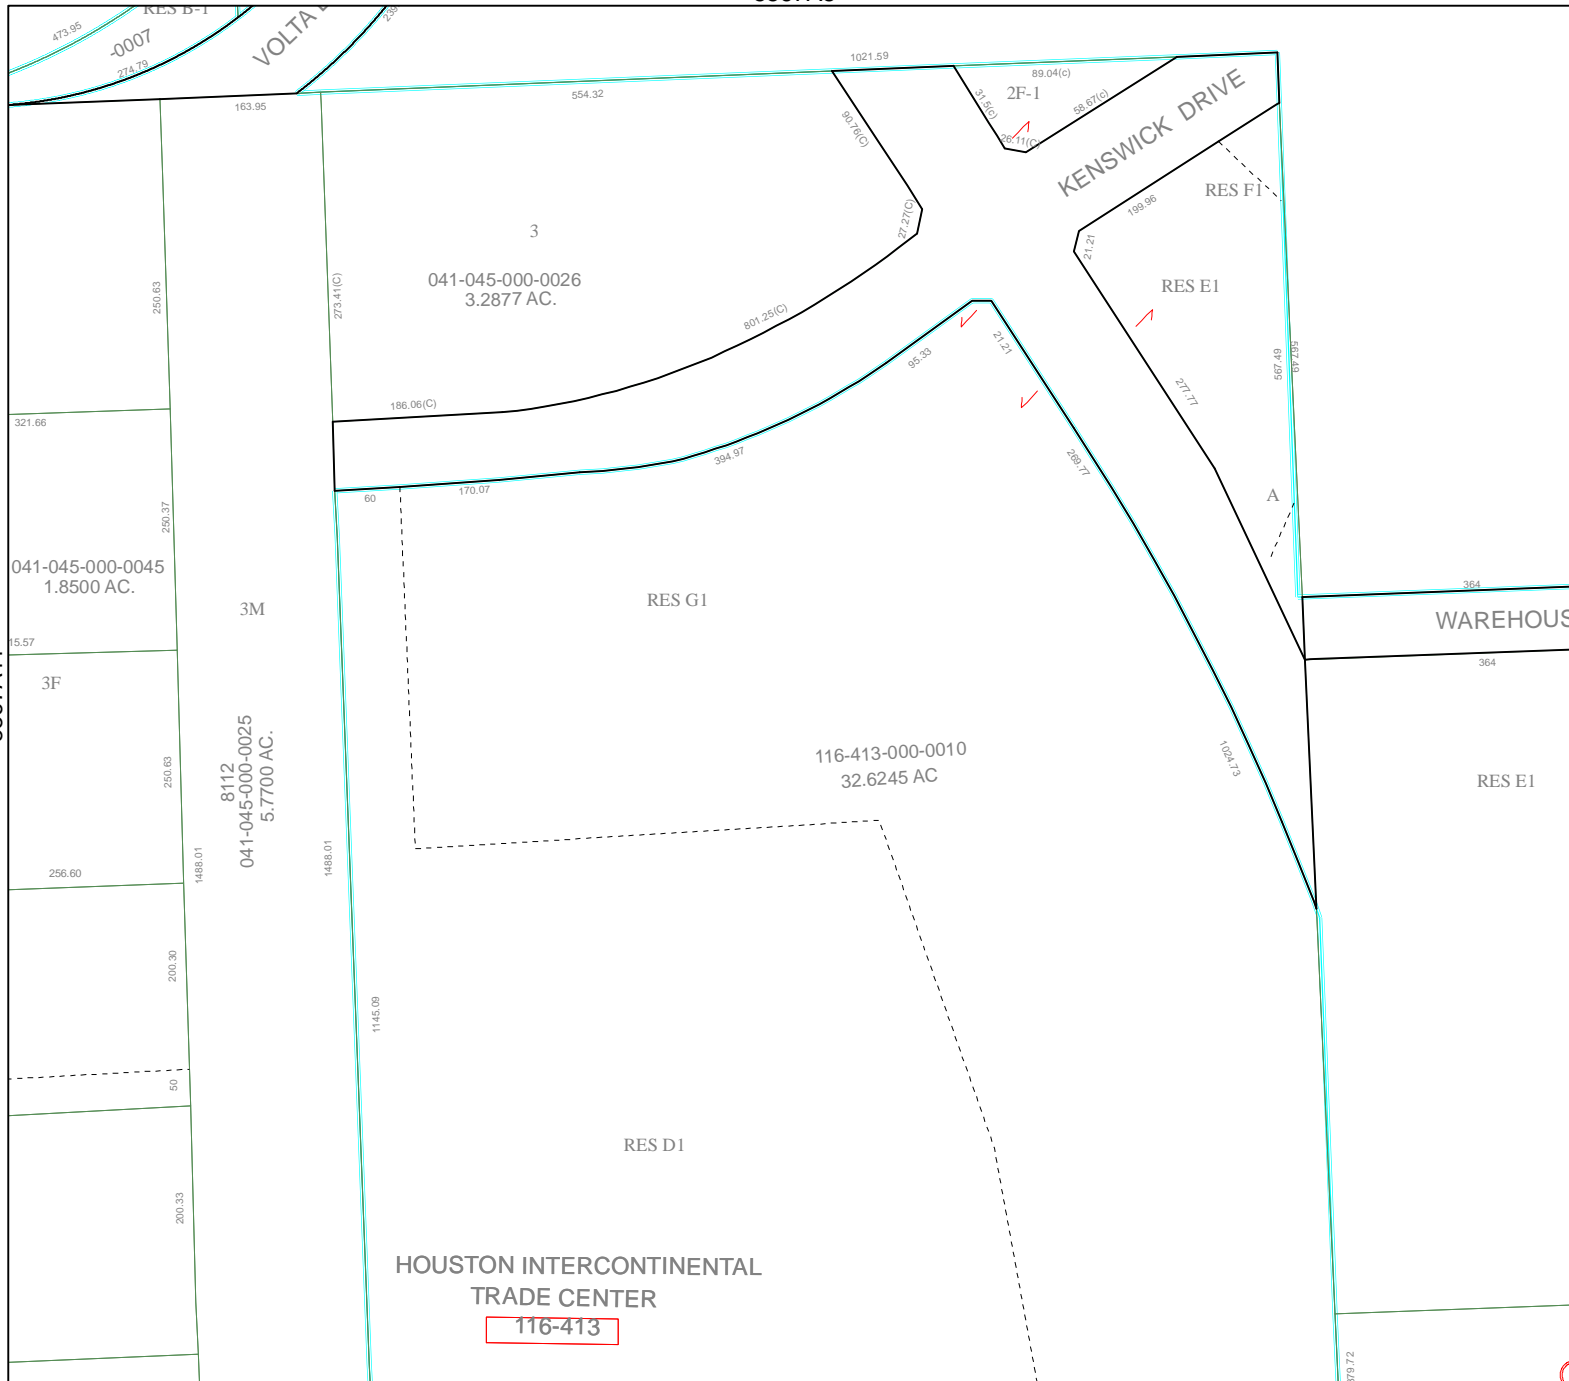 RES B-1
473.95
-0007
274.79
163.95
554.32
1021.59
89.04(c)
2F-1
31.5(c)
26.11(C)
58.67(c)
KENSWICK DRIVE
90.76(C)
27.27(C)
RES F1
199.96
21.21
3
041-045-000-0026
3.2877 AC.
273.41(C)
250.63
RES E1
801.25(C)
21.21
95.33
567.49
567.49
277.77
186.06(C)
321.66
394.97
269.77
60
170.07
A
250.37
041-045-000-0045
1.8500 AC.
364
WAREHOUS
3M
RES G1
15.57
364
3F
116-413-000-0010
32.6245 AC
1024.73
RES E1
8112
041-045-000-0025
5.7700 AC.
250.63
1488.01
1488.01
256.60
200.30
1145.09
50
RES D1
200.33
HOUSTON INTERCONTINENTAL
TRADE CENTER
116-413
379.72